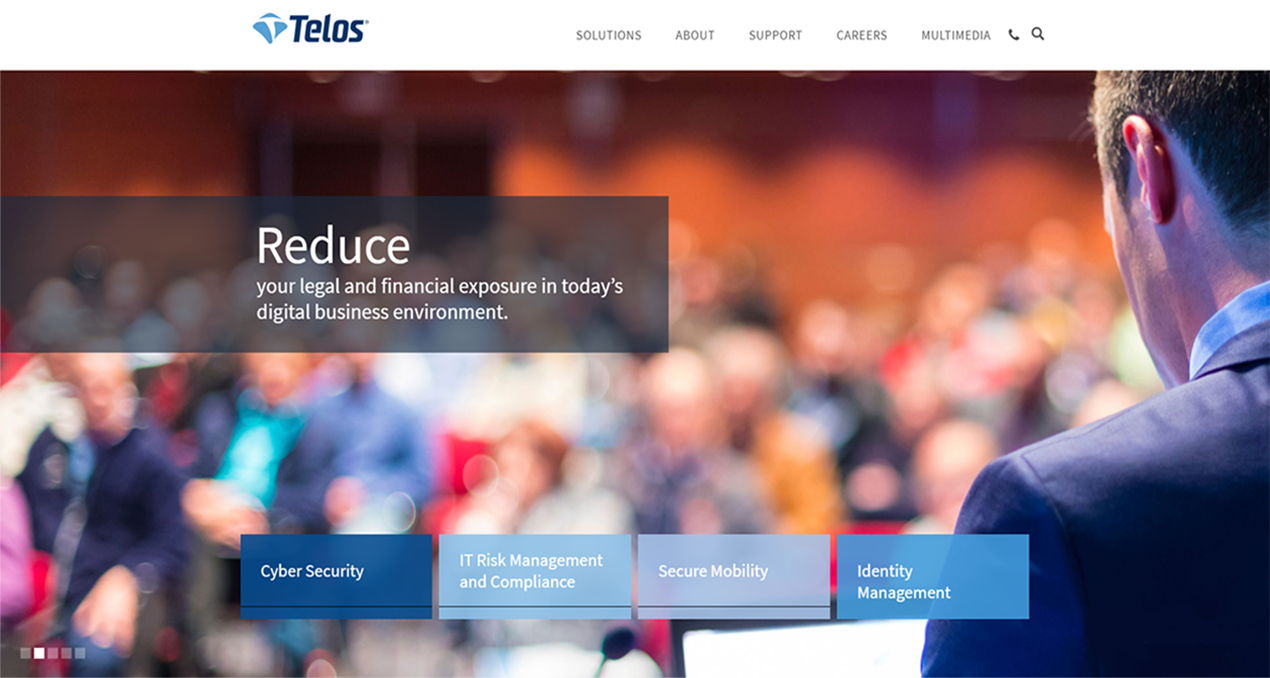 Telos®
SOLUTIONS
ABOUT
SUPPORT
CAREERS
MULTIMEDIA
Reduce
your legal and financial exposure in today’s
digital business environment.
Cyber Security
IT Risk Management
and Compliance
Secure Mobility
Identity
Management